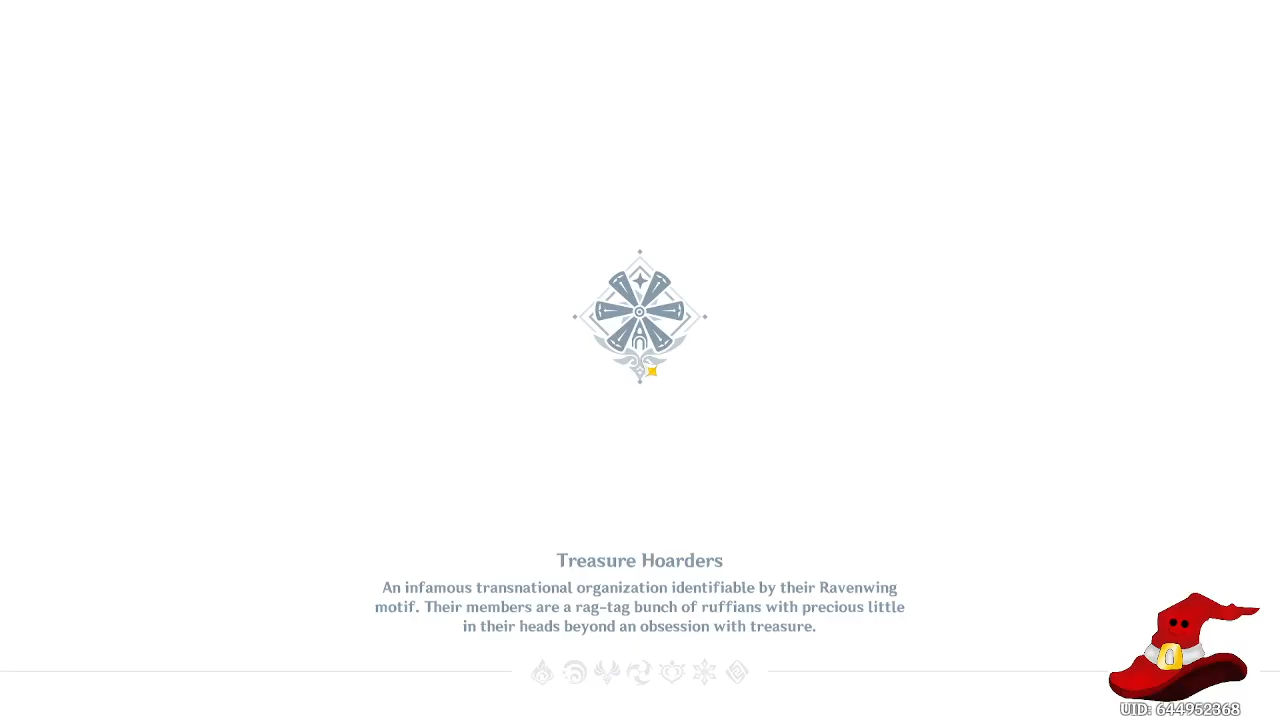 Treasure Hoarders
An infamous transnational organization identifiable by their Ravenwing
motif. Their members are a rag-tag bunch of ruffians with precious little
in their heads beyond an obsession with treasure.
UID: 644952368